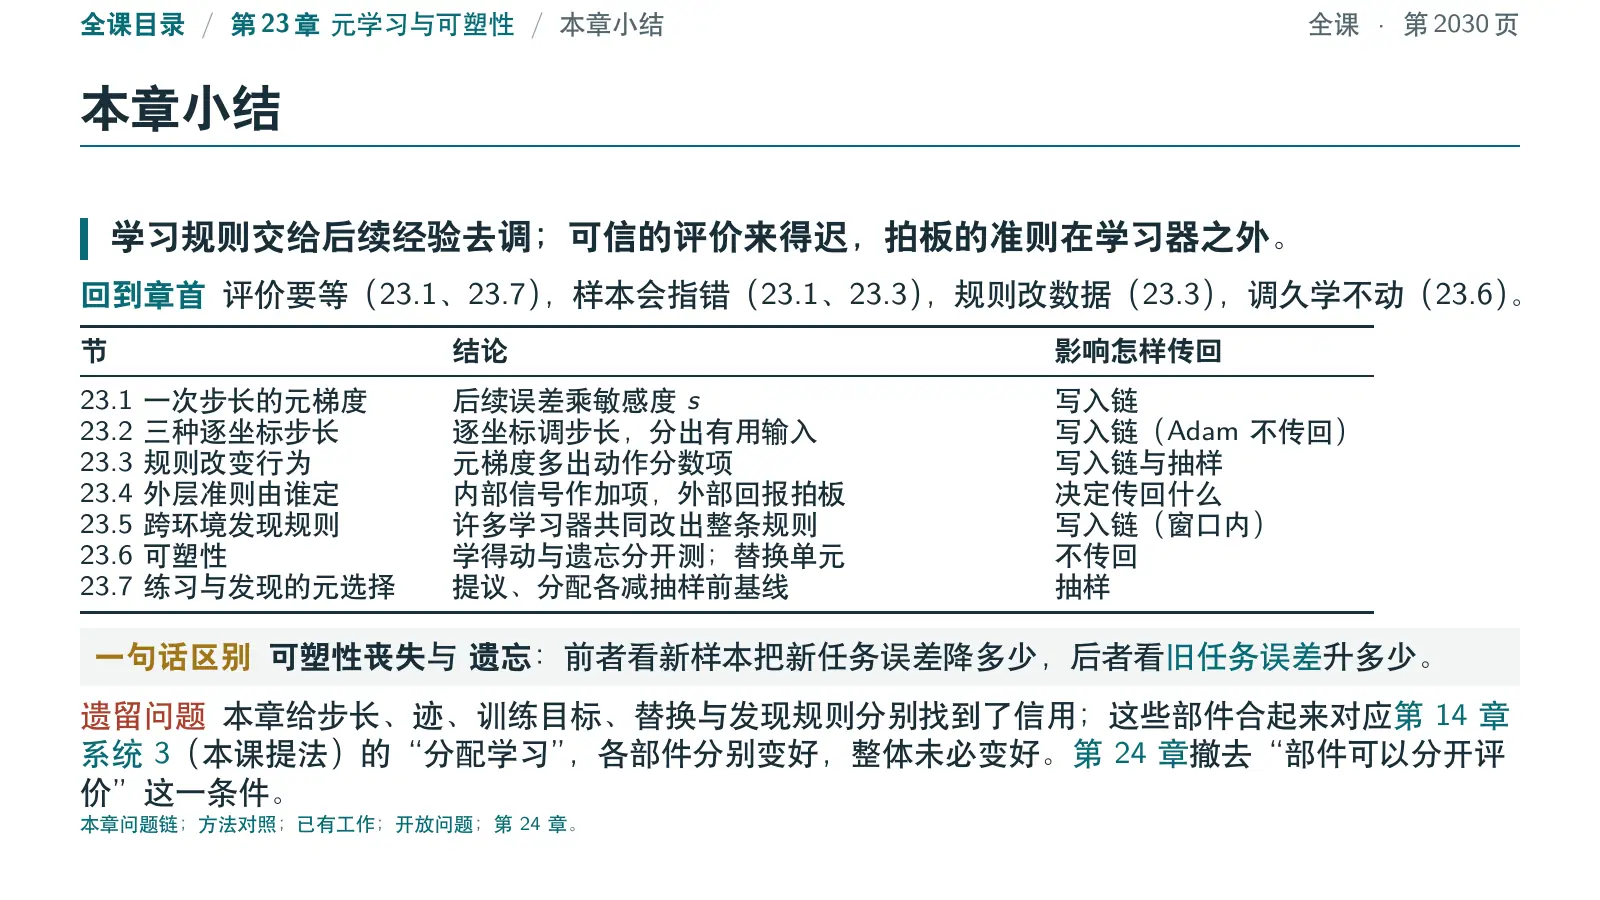 全课目录 / 第 23 章 元学习与可塑性 / 本章小结
全课 · 第 2030 页
本章小结
学习规则交给后续经验去调；可信的评价来得迟，拍板的准则在学习器之外。
回到章首 评价要等（23.1、23.7），样本会指错（23.1、23.3），规则改数据（23.3），调久学不动（23.6）。
节 结论 影响怎样传回
23.1 一次步长的元梯度 后续误差乘敏感度 s 写入链
23.2 三种逐坐标步长 逐坐标调步长，分出有用输入 写入链（Adam 不传回）
23.3 规则改变行为 元梯度多出动作分数项 写入链与抽样
23.4 外层准则由谁定 内部信号作加项，外部回报拍板 决定传回什么
23.5 跨环境发现规则 许多学习器共同改出整条规则 写入链（窗口内）
23.6 可塑性 学得动与遗忘分开测；替换单元 不传回
23.7 练习与发现的元选择 提议、分配各减抽样前基线 抽样
一句话区别 可塑性丧失与 遗忘：前者看新样本把新任务误差降多少，后者看旧任务误差升多少。
遗留问题 本章给步长、迹、训练目标、替换与发现规则分别找到了信用；这些部件合起来对应第 14 章
系统 3（本课提法）的“分配学习”，各部件分别变好，整体未必变好。第 24 章撤去“部件可以分开评
价”这一条件。
本章问题链；方法对照；已有工作；开放问题；第 24 章。